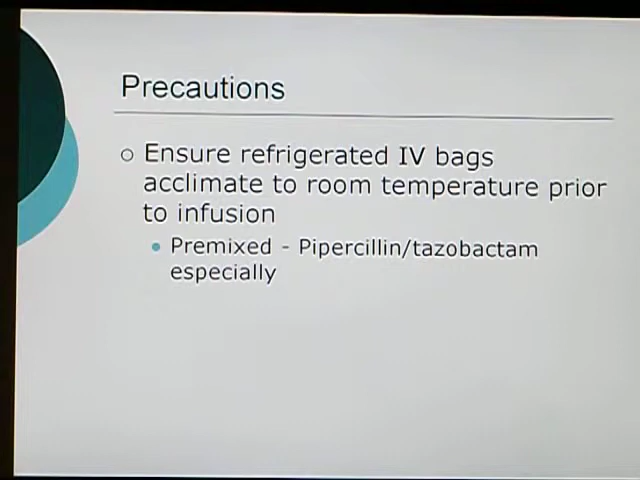 Precautions
Ensure refrigerated IV bags
acclimate to room temperature prior
to infusion
Premixed - Pipercillin/tazobactam
especially